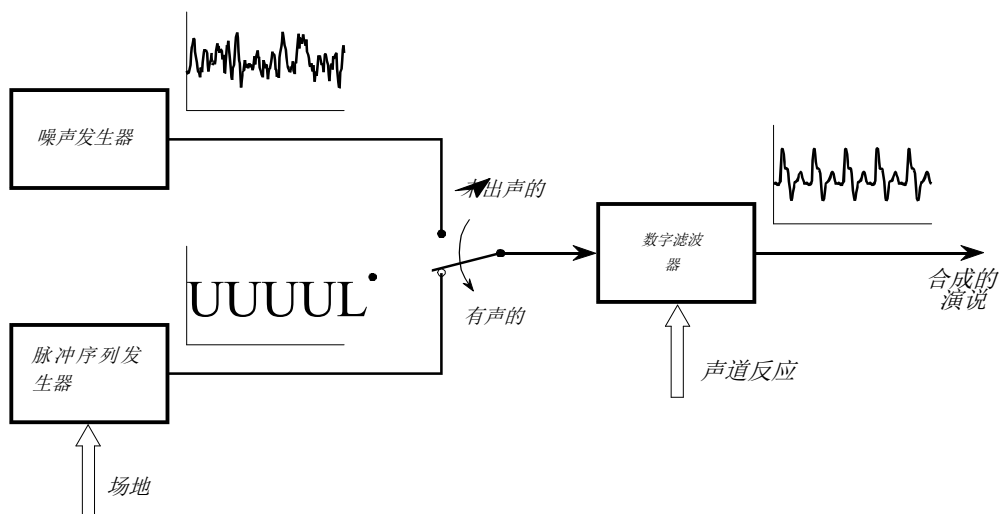 噪声发生器
未出声的
数字滤波
器
合成的
演说
UUUUL
有声的
脉冲序列发
生器
声道反应
场地